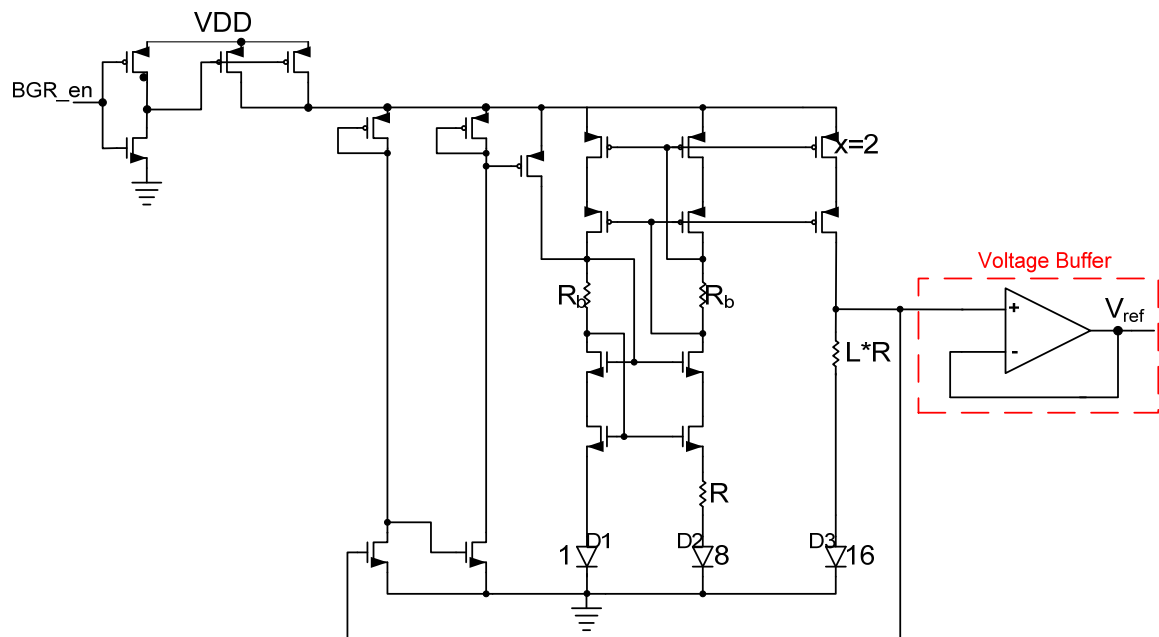 VDD
BGR_en
x=2
Voltage Buffer
Rb
Rb
Vref
+
-
L*R
R
1
D1
D2
8
D3
16